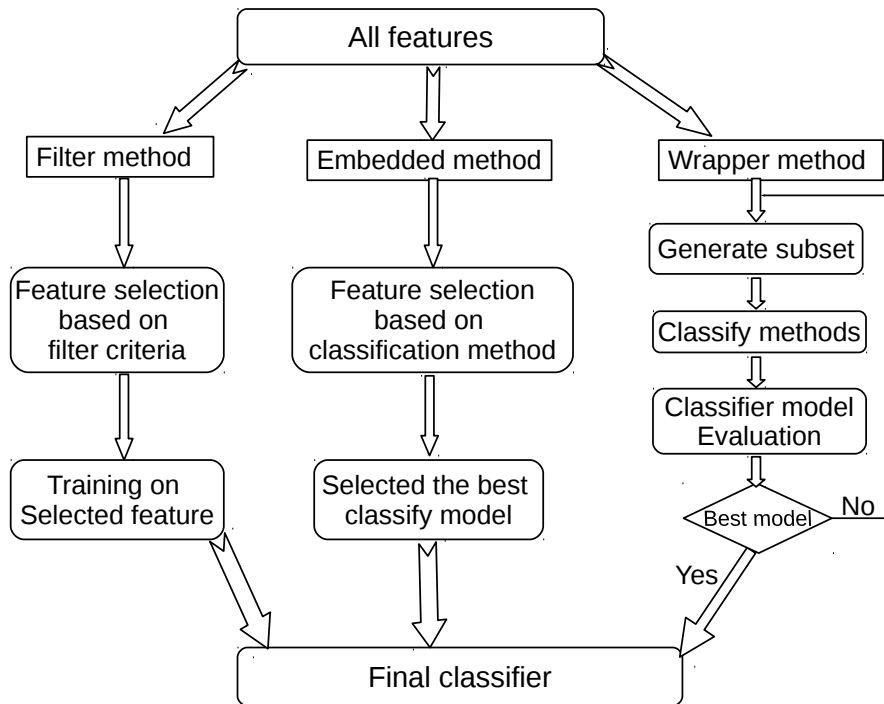 All features
Filter method
Feature selection
based on
filter criteria
Training on
Selected feature
Embedded method
Feature selection
based on
classification method
Selected the best
classify model
Wrapper method
Generate subset
Classify methods
Classifier model
Evaluation
Best model
No
Yes
Final classifier